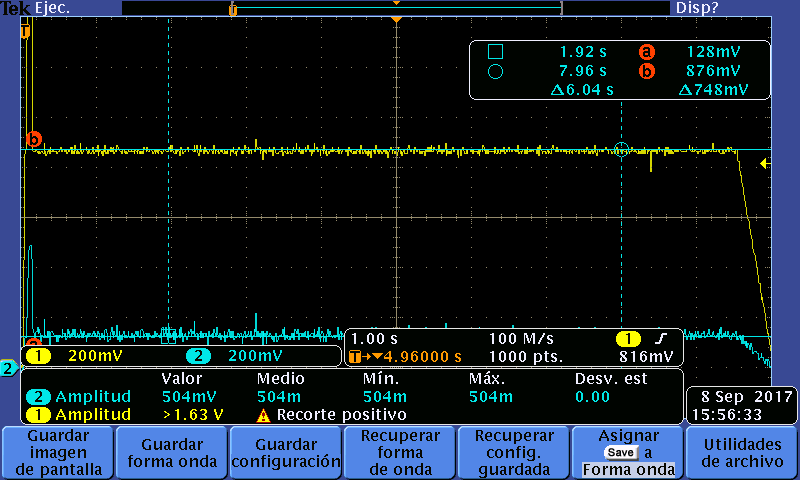 Tek Ejec. Disp?
T
T
1.92 s a 128mV
7.96 s b 876mV
Δ6.04 s Δ748mV
b
1 200mV 2 200mV
1.00 s 100 M/s 1
T→▼4.96000 s 1000 pts. 816mV
2
Valor Medio Mín. Máx. Desv. est
2 Amplitud 504mV 504m 504m 504m 0.00
1 Amplitud >1.63 V Recorte positivo
8 Sep 2017
15:56:33
Guardar
imagen
de pantalla
Guardar
forma onda
Guardar
configuración
Recuperar
forma
de onda
Recuperar
config.
guardada
Asignar
Save a
Forma onda
Utilidades
de archivo